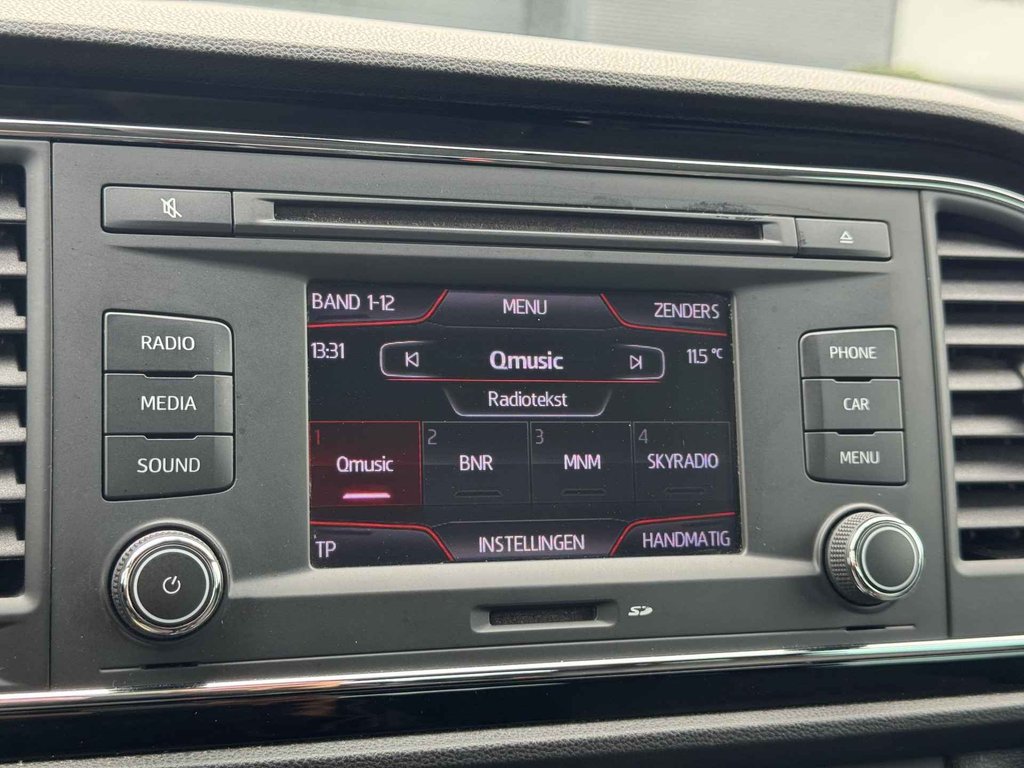 BAND 1-12 MENU ZENDERS
13:31 Qmusic 11.5 °C
Radiotekst
1 2 3 4
Qmusic BNR MNM SKYRADIO
TP INSTELLINGEN HANDMATIG
RADIO
MEDIA
SOUND
PHONE
CAR
MENU
SD